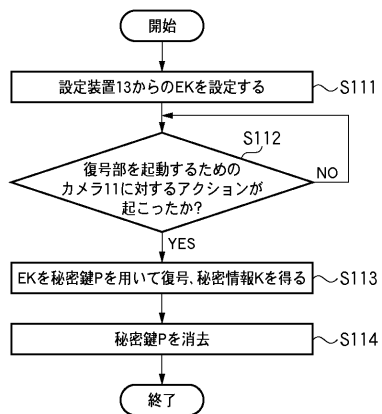 開始
設定装置13からのEKを設定する
S111
S112
復号部を起動するための
カメラ11に対するアクションが
起こったか?
NO
YES
EKを秘密鍵Pを用いて復号、秘密情報Kを得る
S113
秘密鍵Pを消去
S114
終了